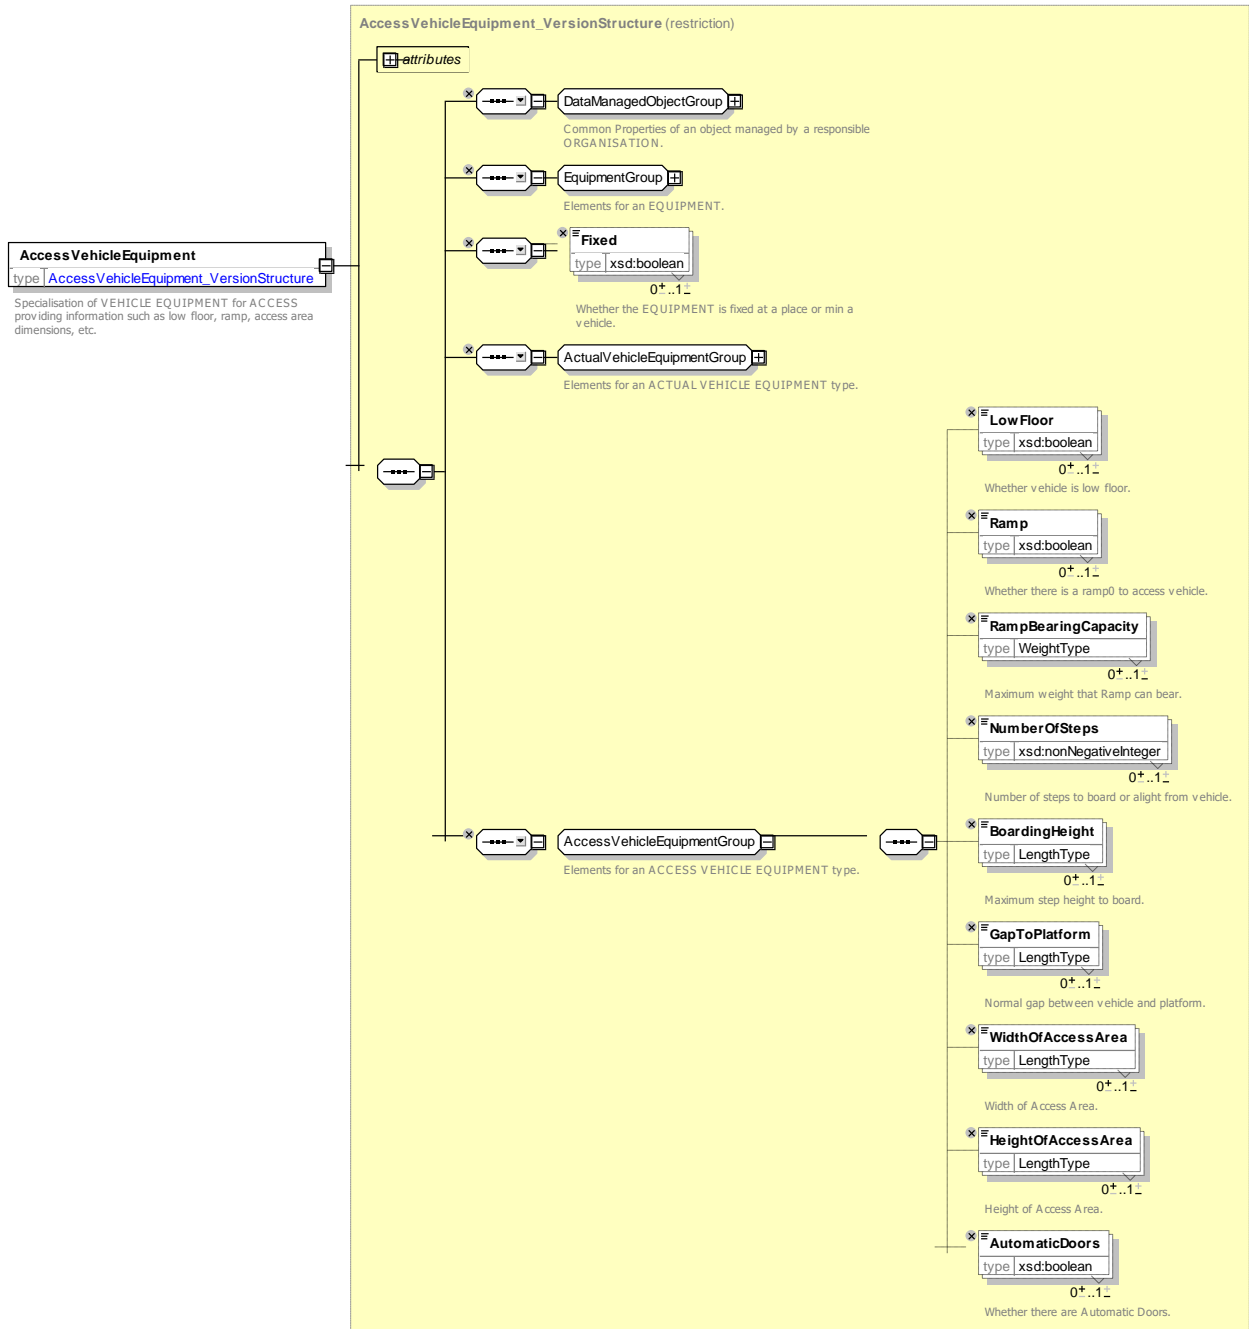 AccessVehicleEquipment_VersionStructure (restriction)
attributes
DataManagedObjectGroup
Common Properties of an object managed by a responsible
ORGANISATION.
EquipmentGroup
Elements for an EQUIPMENT.
Fixed
type xsd:boolean
0..1
Whether the EQUIPMENT is fixed at a place or min a
vehicle.
AccessVehicleEquipment
type AccessVehicleEquipment_VersionStructure
Specialisation of VEHICLE EQUIPMENT for ACCESS
providing information such as low floor, ramp, access area
dimensions, etc.
ActualVehicleEquipmentGroup
Elements for an ACTUAL VEHICLE EQUIPMENT type.
LowFloor
type xsd:boolean
0..1
Whether vehicle is low floor.
Ramp
type xsd:boolean
0..1
Whether there is a ramp0 to access vehicle.
RampBearingCapacity
type WeightType
0..1
Maximum weight that Ramp can bear.
NumberOfSteps
type xsd:nonNegativeInteger
0..1
Number of steps to board or alight from vehicle.
AccessVehicleEquipmentGroup
Elements for an ACCESS VEHICLE EQUIPMENT type.
BoardingHeight
type LengthType
0..1
Maximum step height to board.
GapToPlatform
type LengthType
0..1
Normal gap between vehicle and platform.
WidthOfAccessArea
type LengthType
0..1
Width of Access Area.
HeightOfAccessArea
type LengthType
0..1
Height of Access Area.
AutomaticDoors
type xsd:boolean
0..1
Whether there are Automatic Doors.